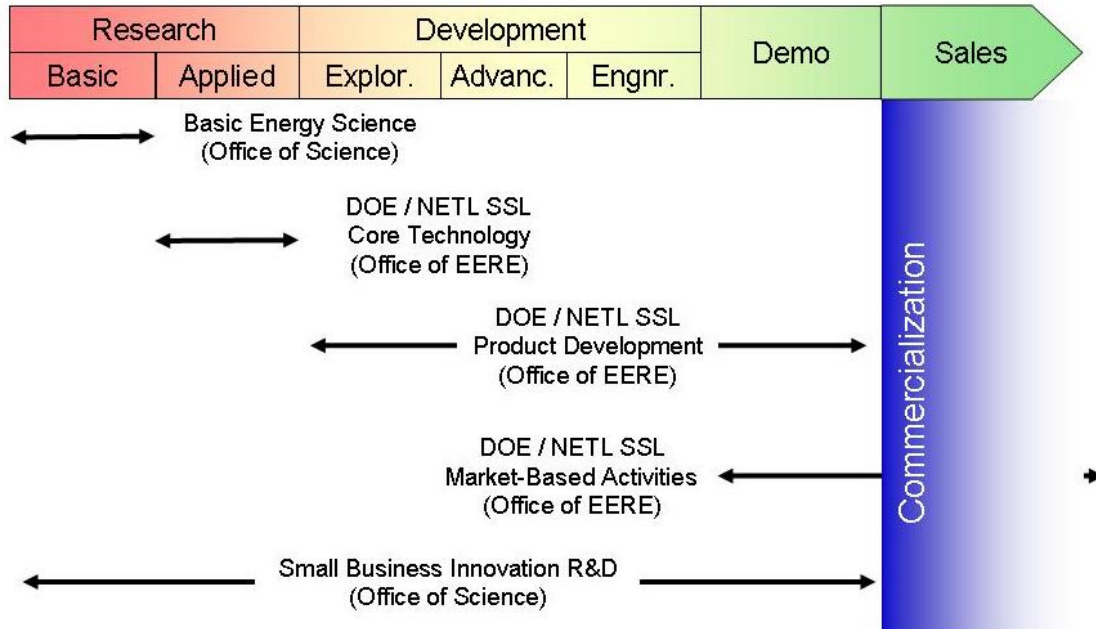 Research
Development
Demo
Sales
Basic
Applied
Explor.
Advanc.
Engnr.
Basic Energy Science
(Office of Science)
DOE / NETL SSL
Core Technology
(Office of EERE)
DOE / NETL SSL
Product Development
(Office of EERE)
DOE / NETL SSL
Market-Based Activities
(Office of EERE)
Small Business Innovation R&D
(Office of Science)
Commercialization